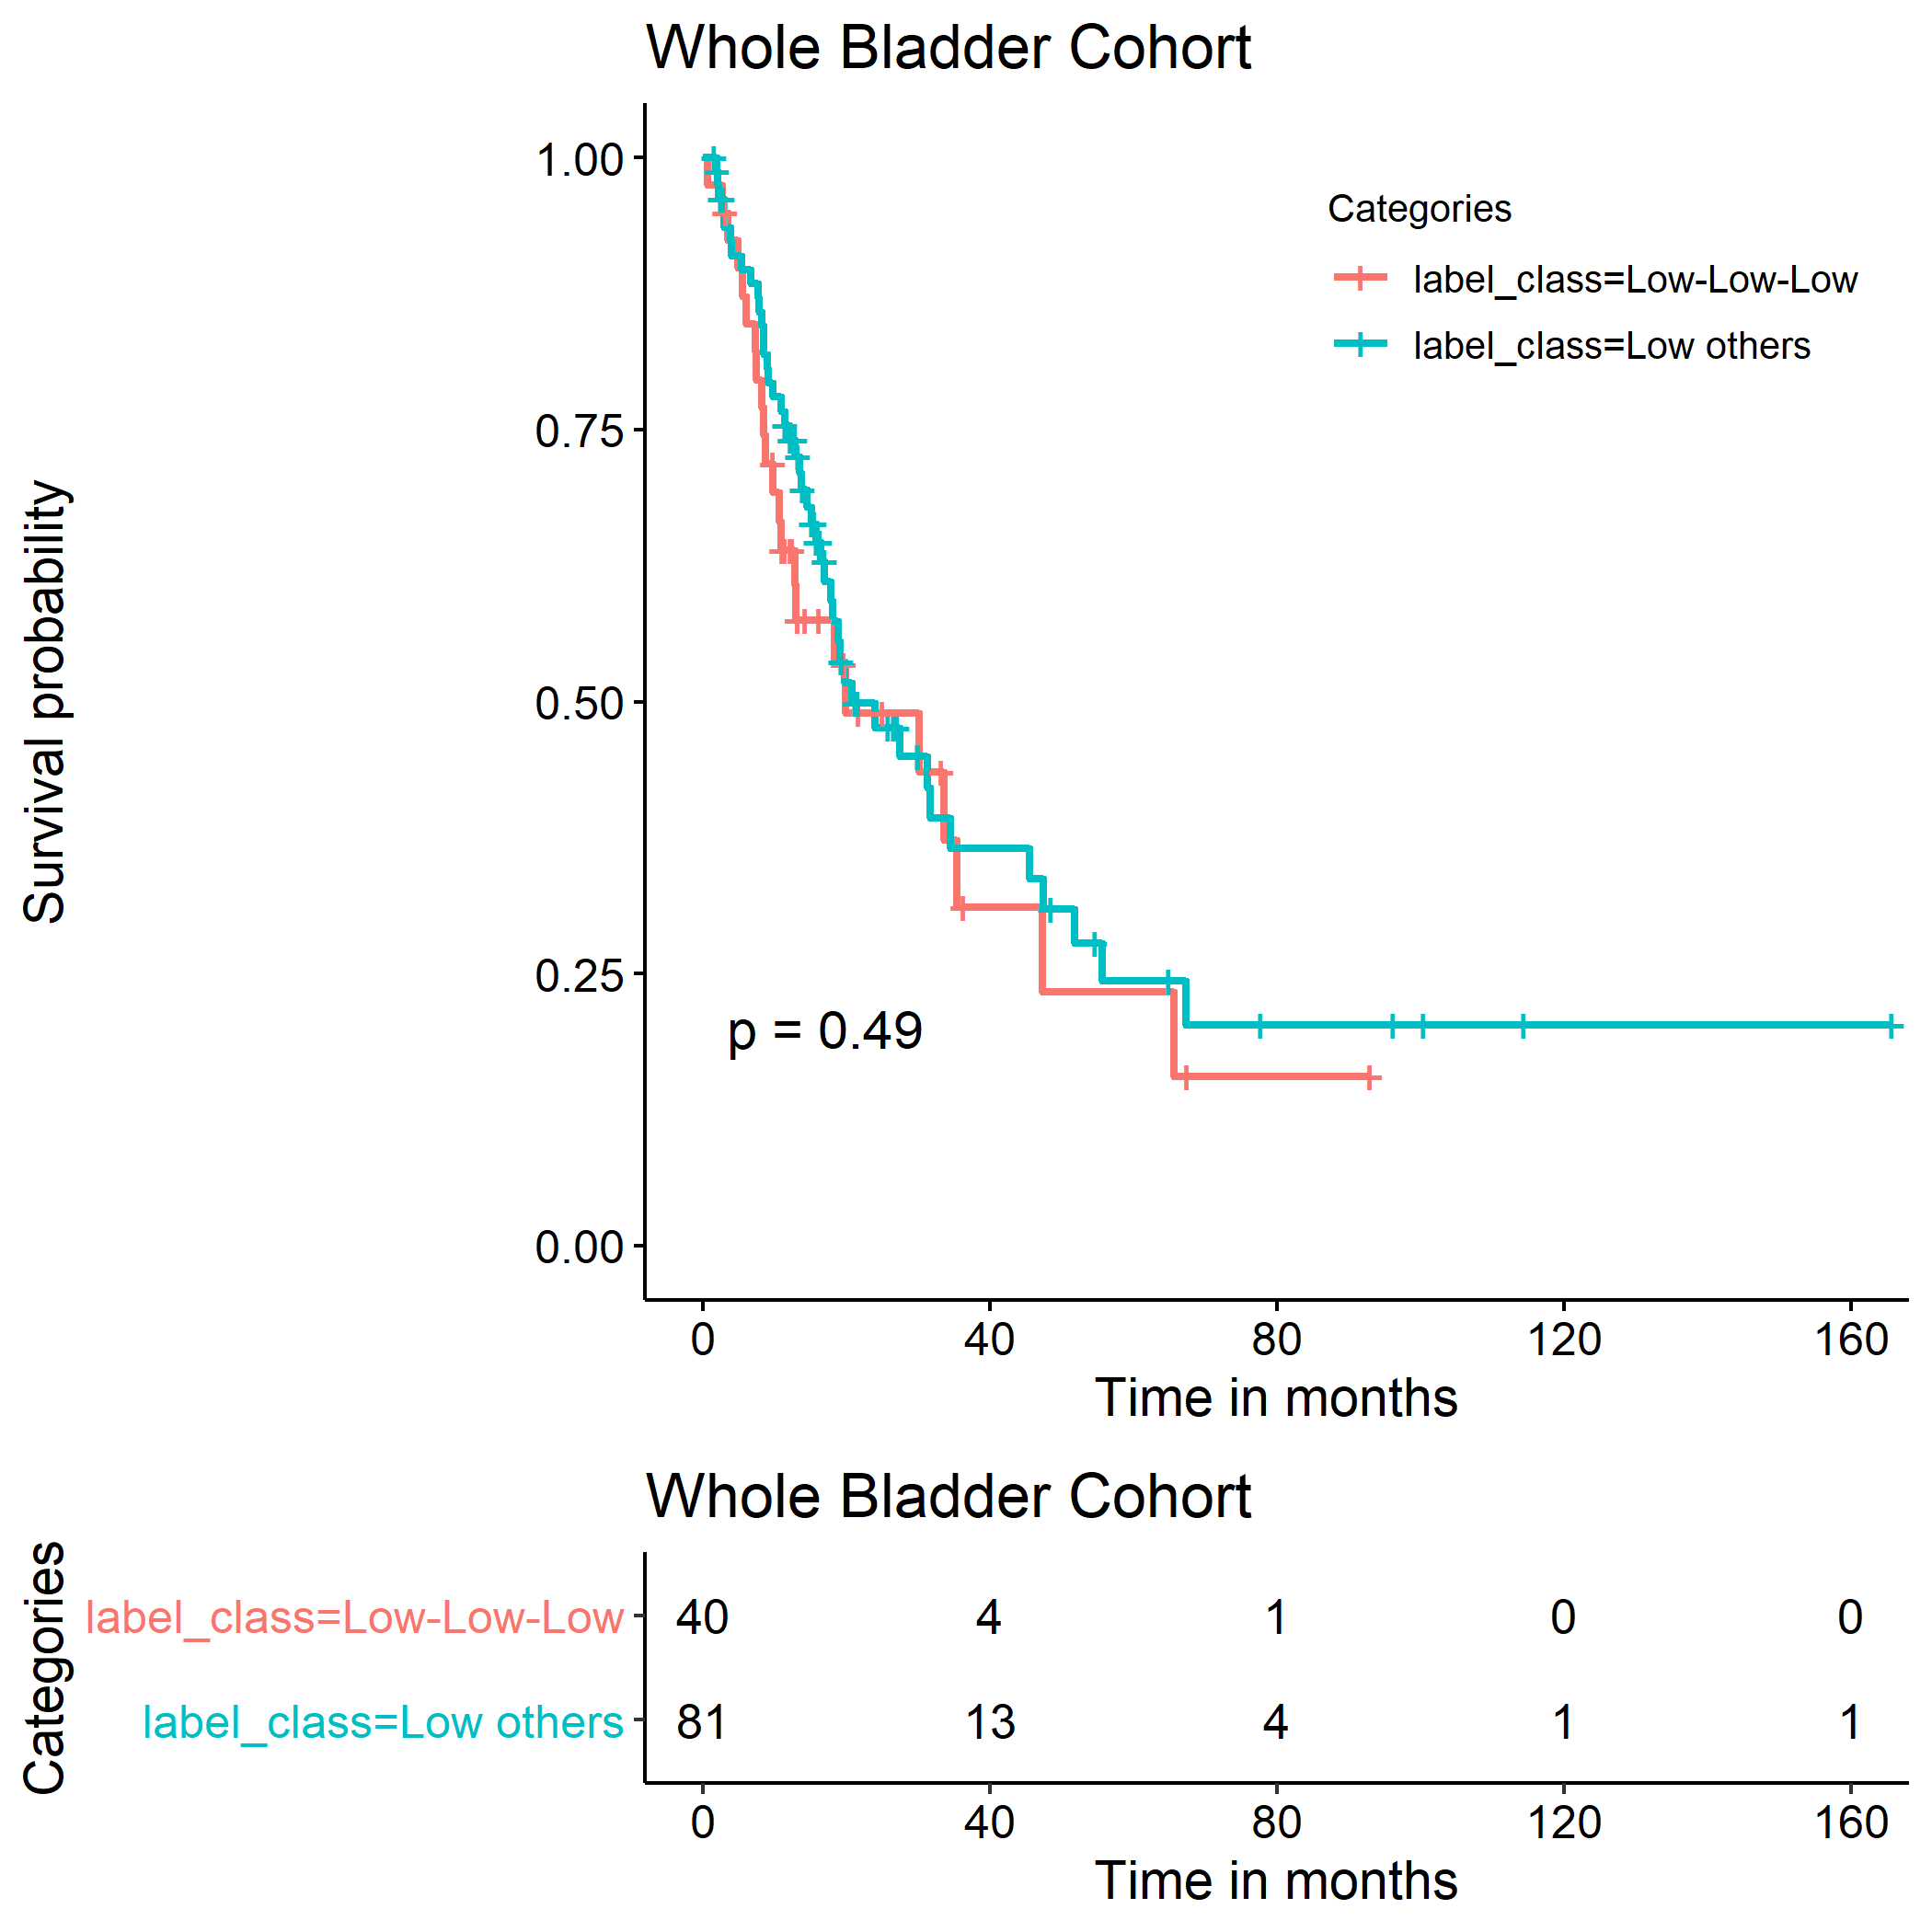 Whole Bladder Cohort
Survival probability
1.00
0.75
0.50
0.25
0.00
Categories
label_class=Low-Low-Low
label_class=Low others
p = 0.49
0 40 80 120 160
Time in months
Whole Bladder Cohort
Categories
label_class=Low-Low-Low 40 4 1 0 0
label_class=Low others 81 13 4 1 1
0 40 80 120 160
Time in months